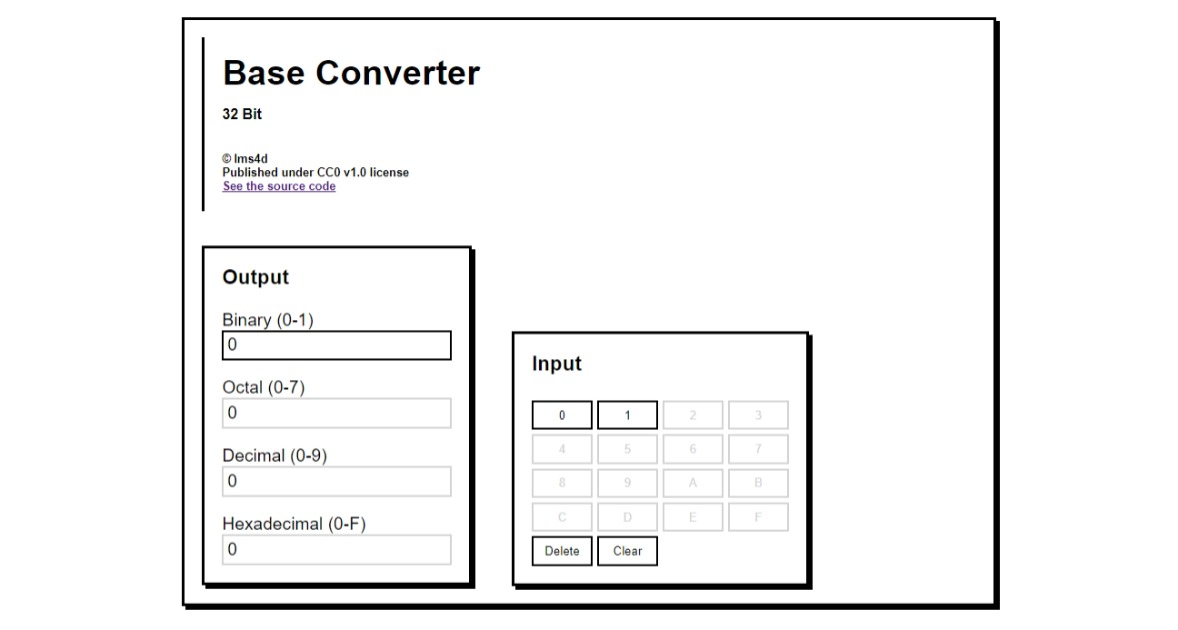 Base Converter
32 Bit
© lms4d
Published under CC0 v1.0 license
See the source code
Output
Binary (0-1)
0
Octal (0-7)
0
Decimal (0-9)
0
Hexadecimal (0-F)
0
Input
0 1 2 3
4 5 6 7
8 9 A B
C D E F
Delete Clear